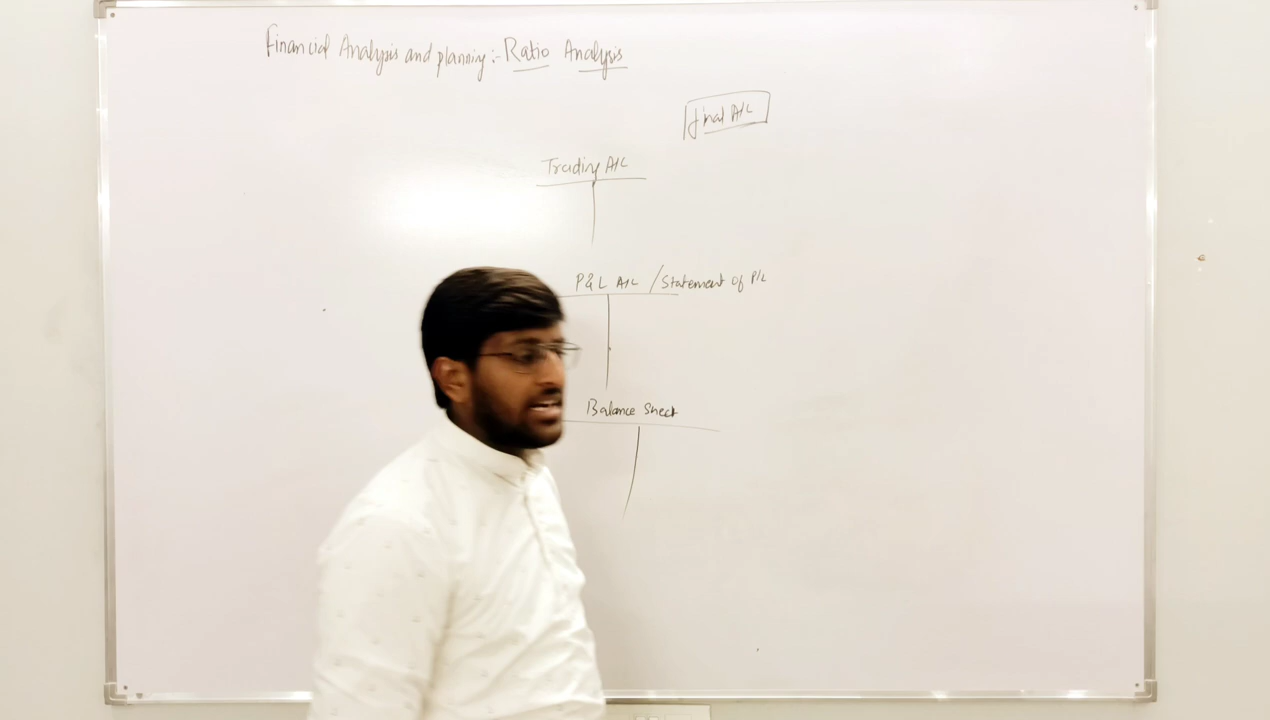 Financial Analysis and planning:- Ratio Analysis
Final A/c
Trading A/c
P&L A/c / Statement of P/L
Balance Sheet